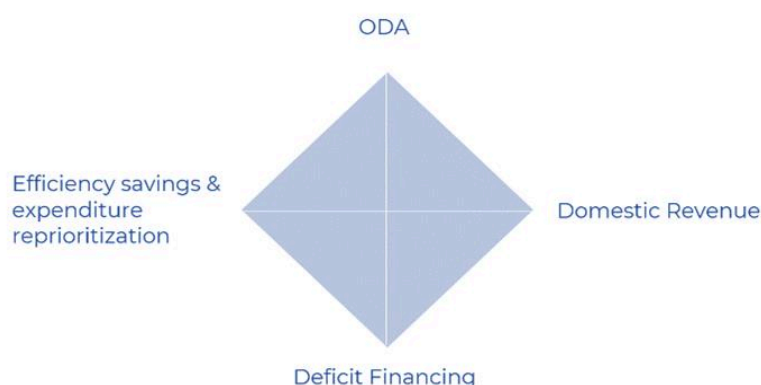 ODA
Efficiency savings &
expenditure
reprioritization
Domestic Revenue
Deficit Financing